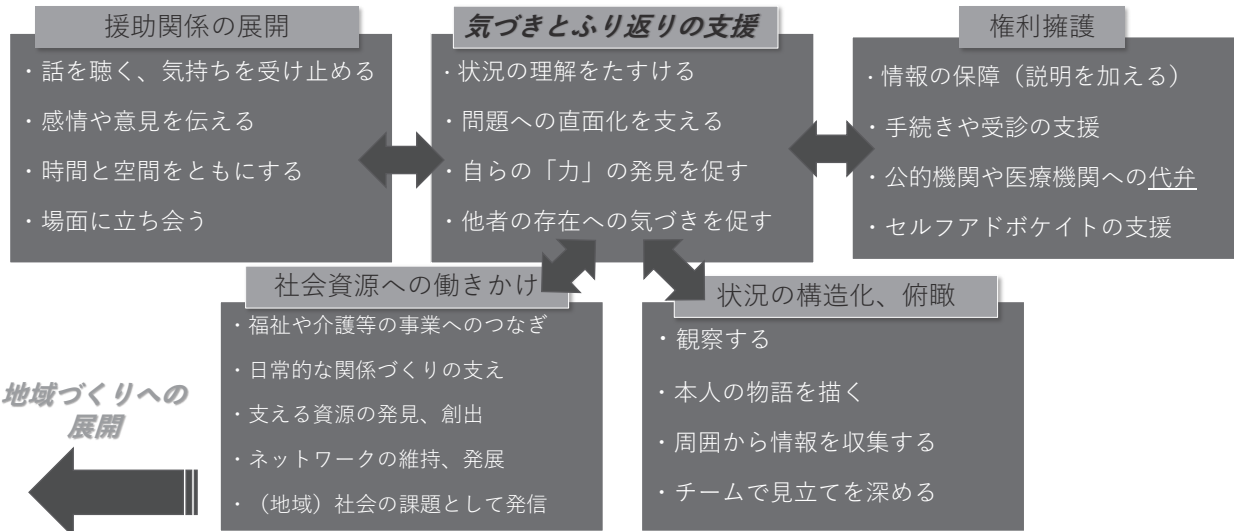 援助関係の展開
・話を聴く、気持ちを受け止める
・感情や意見を伝える
・時間と空間をともにする
・場面に立ち会う
気づきとふり返りの支援
・状況の理解をたすける
・問題への直面化を支える
・自らの「力」の発見を促す
・他者の存在への気づきを促す
権利擁護
・情報の保障（説明を加える）
・手続きや受診の支援
・公的機関や医療機関への代弁
・セルフアドボケイトの支援
社会資源への働きかけ
・福祉や介護等の事業へのつなぎ
・日常的な関係づくりの支え
・支える資源の発見、創出
・ネットワークの維持、発展
・（地域）社会の課題として発信
状況の構造化、俯瞰
・観察する
・本人の物語を描く
・周囲から情報を収集する
・チームで見立てを深める
地域づくりへの
展開